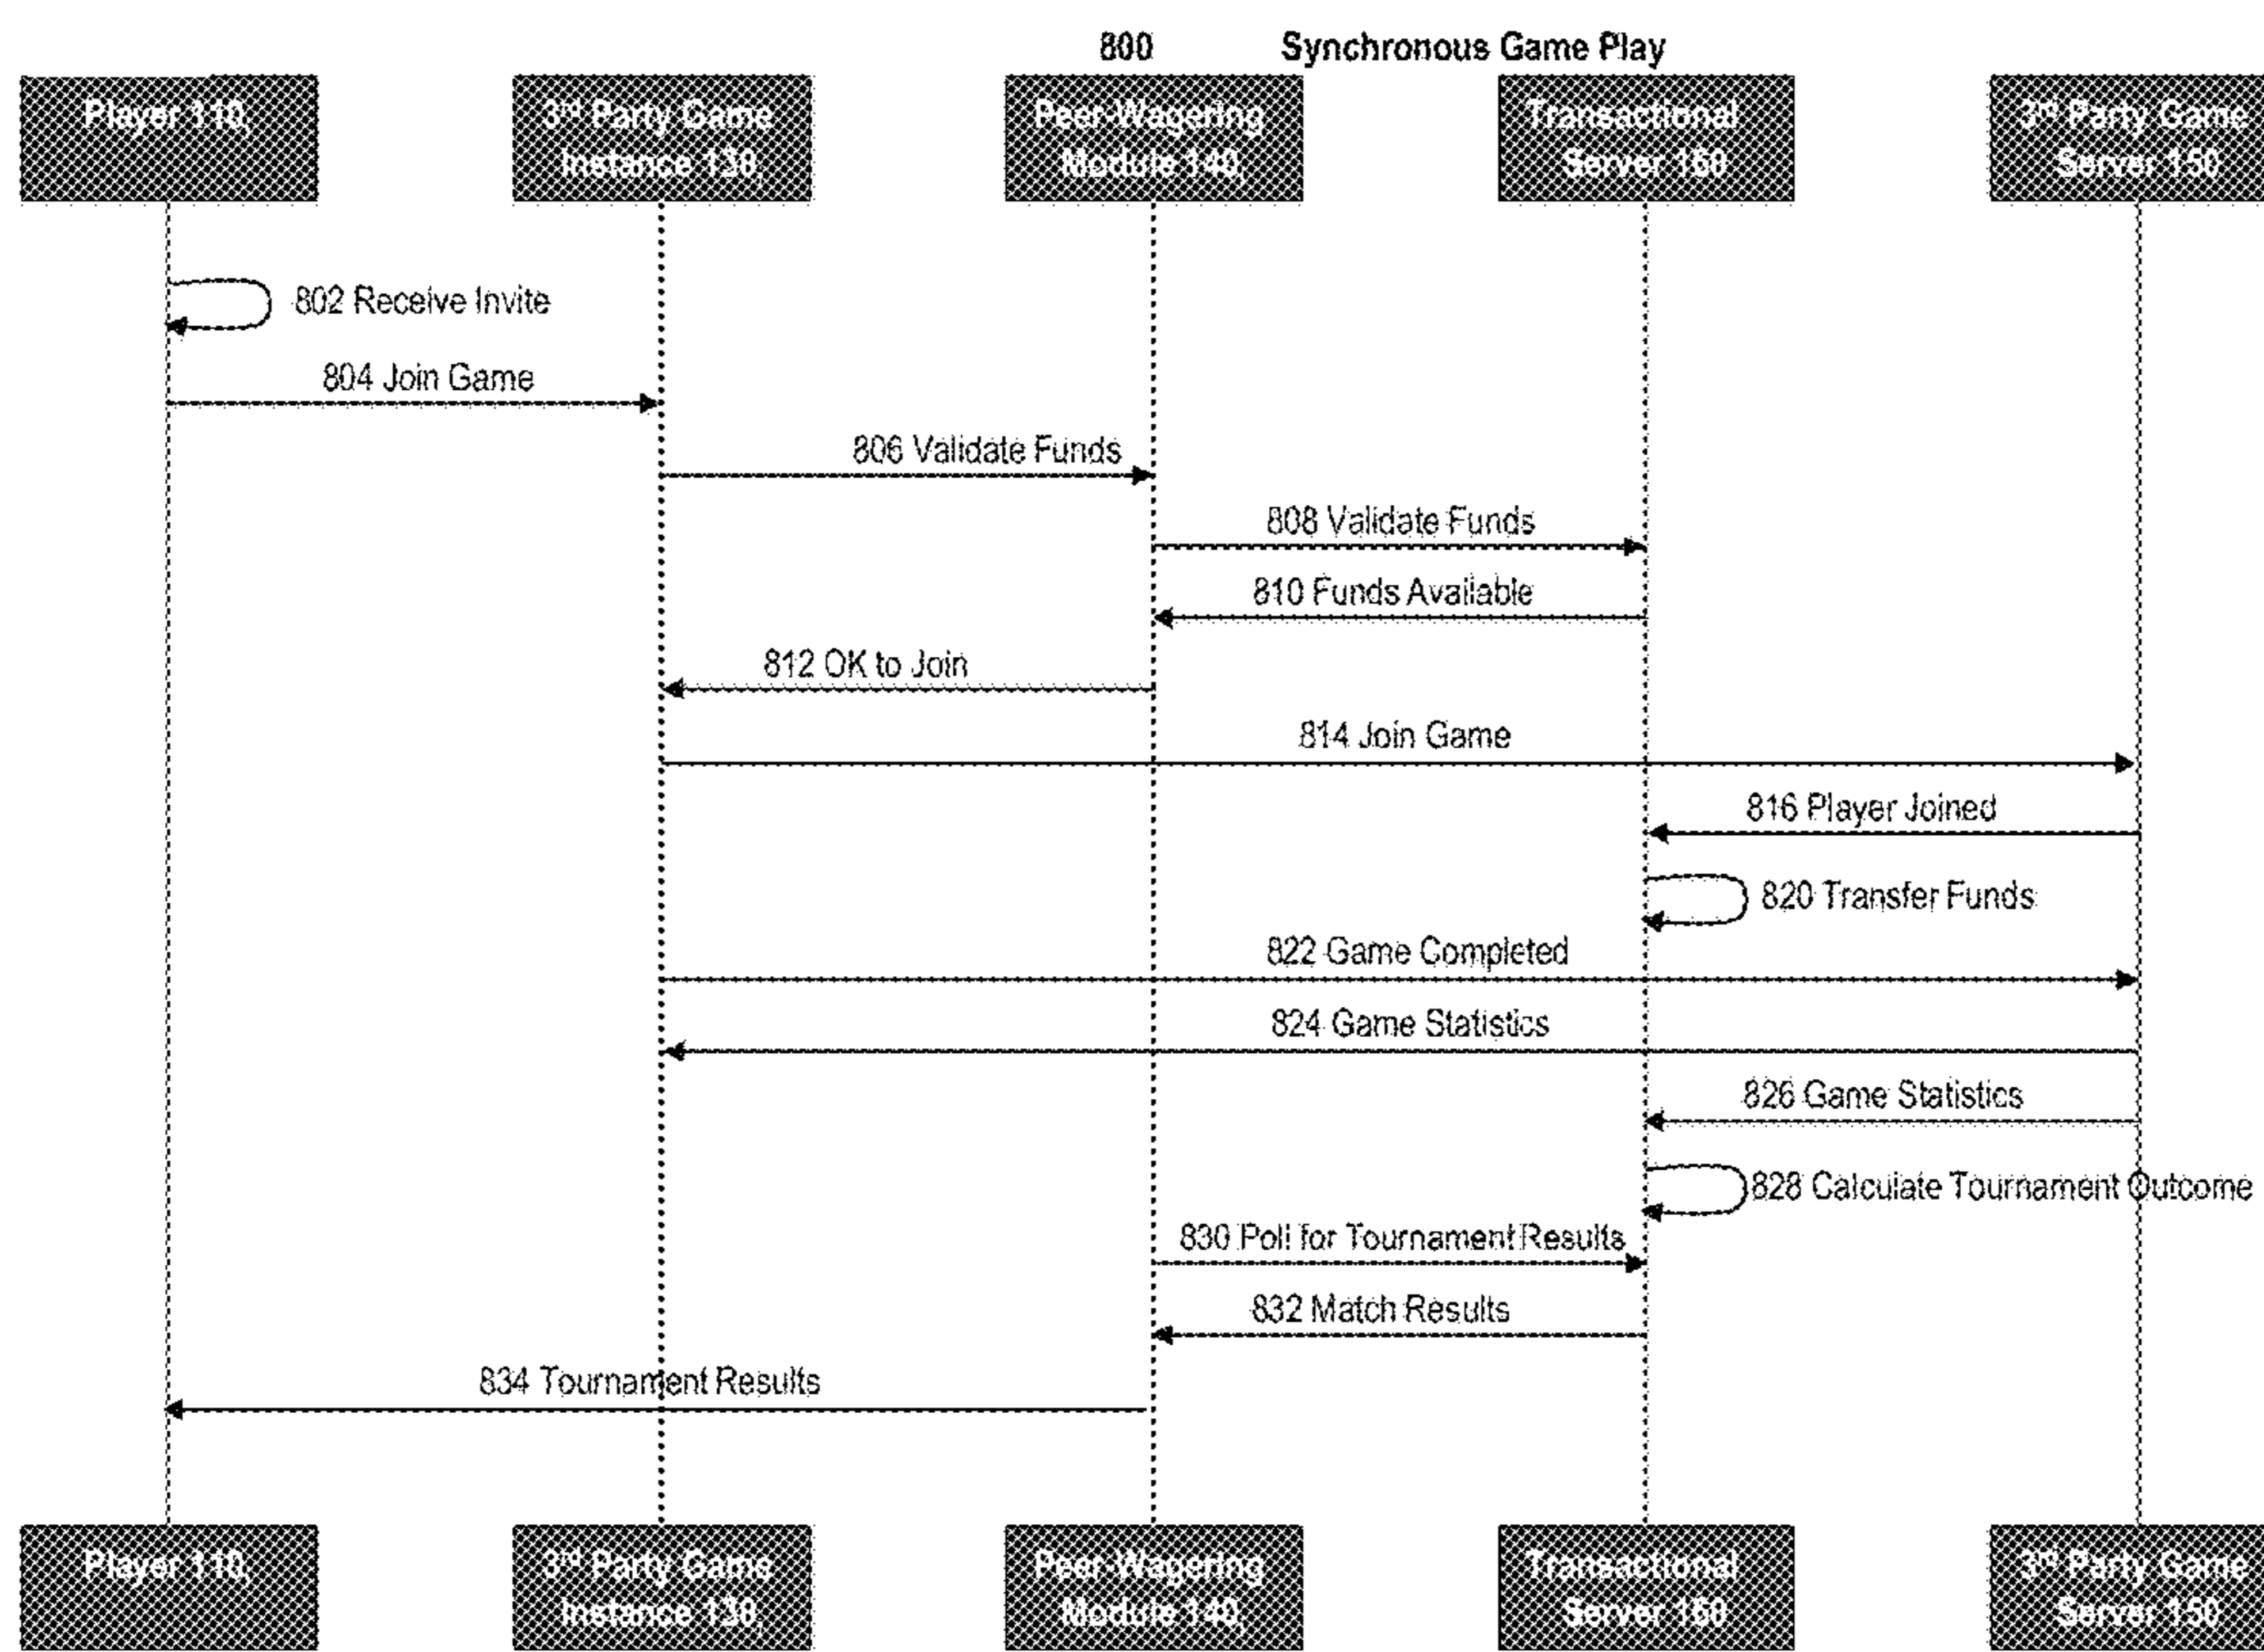 800 Synchronous Game Play
Player 110
3rd Party Game
Instance 130
Peer-Wagering
Module 140
Transactional
Server 160
3rd Party Game
Server 150
802 Receive Invite
804 Join Game
806 Validate Funds
808 Validate Funds
810 Funds Available
812 OK to Join
814 Join Game
816 Player Joined
820 Transfer Funds
822 Game Completed
824 Game Statistics
826 Game Statistics
828 Calculate Tournament Outcome
830 Poll for Tournament Results
832 Match Results
834 Tournament Results
Player 110
3rd Party Game
Instance 130
Peer-Wagering
Module 140
Transactional
Server 160
3rd Party Game
Server 150